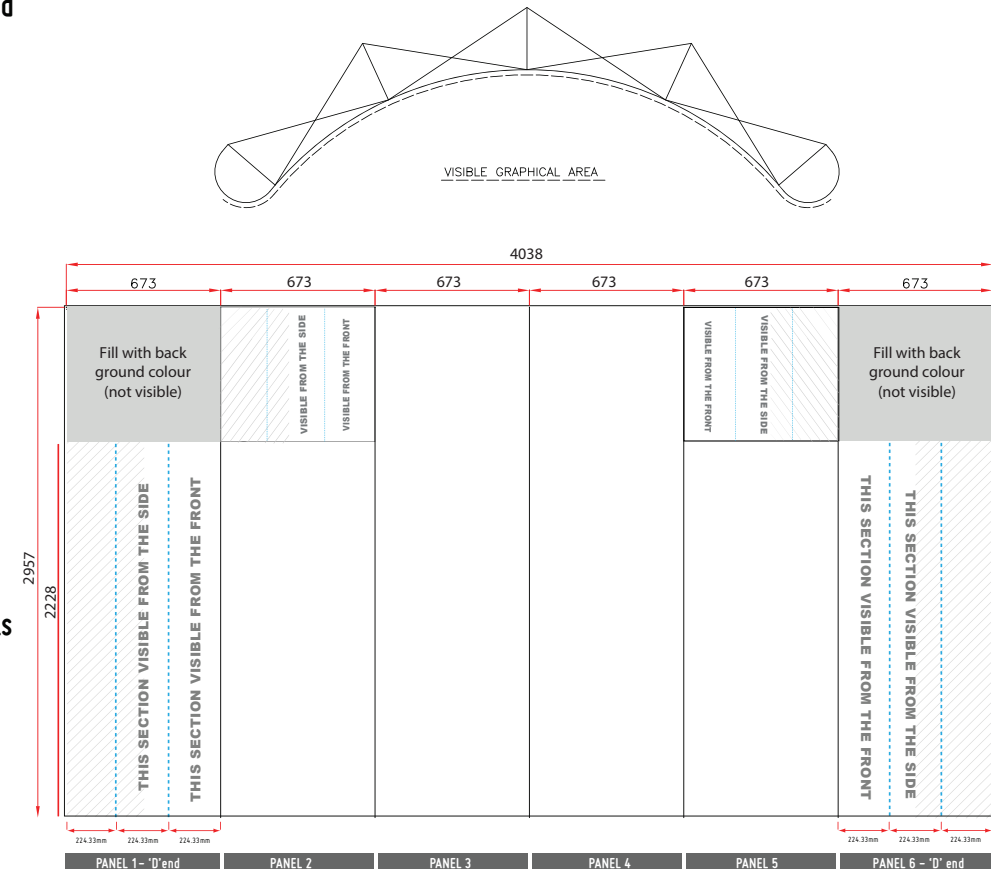 d
VISIBLE GRAPHICAL AREA
4038
673 673 673 673 673 673
Fill with back
ground colour
(not visible)
VISIBLE FROM THE SIDE
VISIBLE FROM THE FRONT
VISIBLE FROM THE FRONT
VISIBLE FROM THE SIDE
Fill with back
ground colour
(not visible)
2957
2228
THIS SECTION VISIBLE FROM THE SIDE
THIS SECTION VISIBLE FROM THE FRONT
THIS SECTION VISIBLE FROM THE FRONT
THIS SECTION VISIBLE FROM THE SIDE
224.33mm 224.33mm 224.33mm 224.33mm 224.33mm 224.33mm
PANEL 1 – 'D'end PANEL 2 PANEL 3 PANEL 4 PANEL 5 PANEL 6 – 'D' end